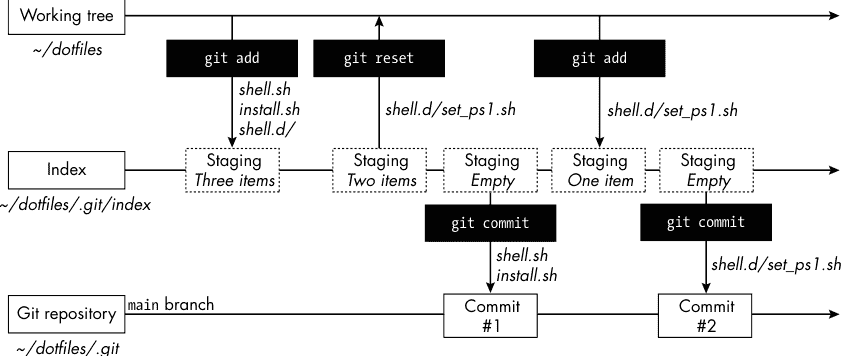 Working tree
~/dotfiles
git add
git reset
git add
shell.sh
install.sh
shell.d/
shell.d/set_ps1.sh
shell.d/set_ps1.sh
Index
~/dotfiles/.git/index
Staging
Three items
Staging
Two items
Staging
Empty
Staging
One item
Staging
Empty
git commit
git commit
shell.sh
install.sh
shell.d/set_ps1.sh
Git repository
~/dotfiles/.git
main branch
Commit
#1
Commit
#2